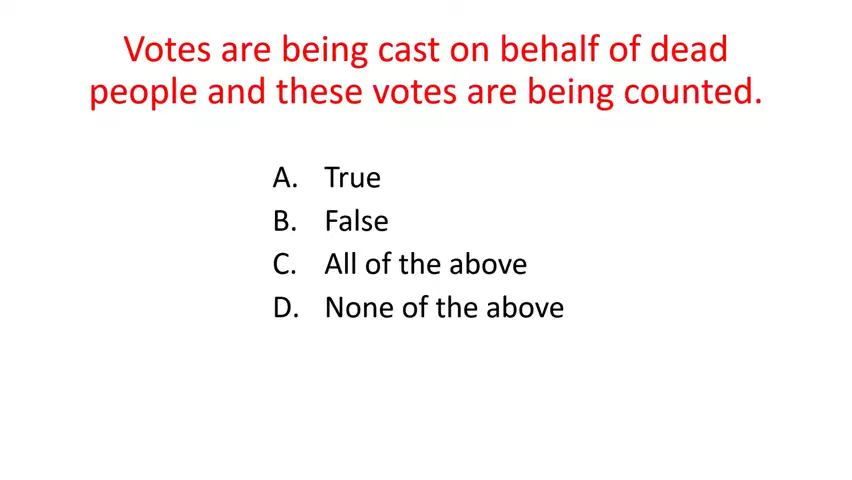 Votes are being cast on behalf of dead
people and these votes are being counted.
A. True
B. False
C. All of the above
D. None of the above